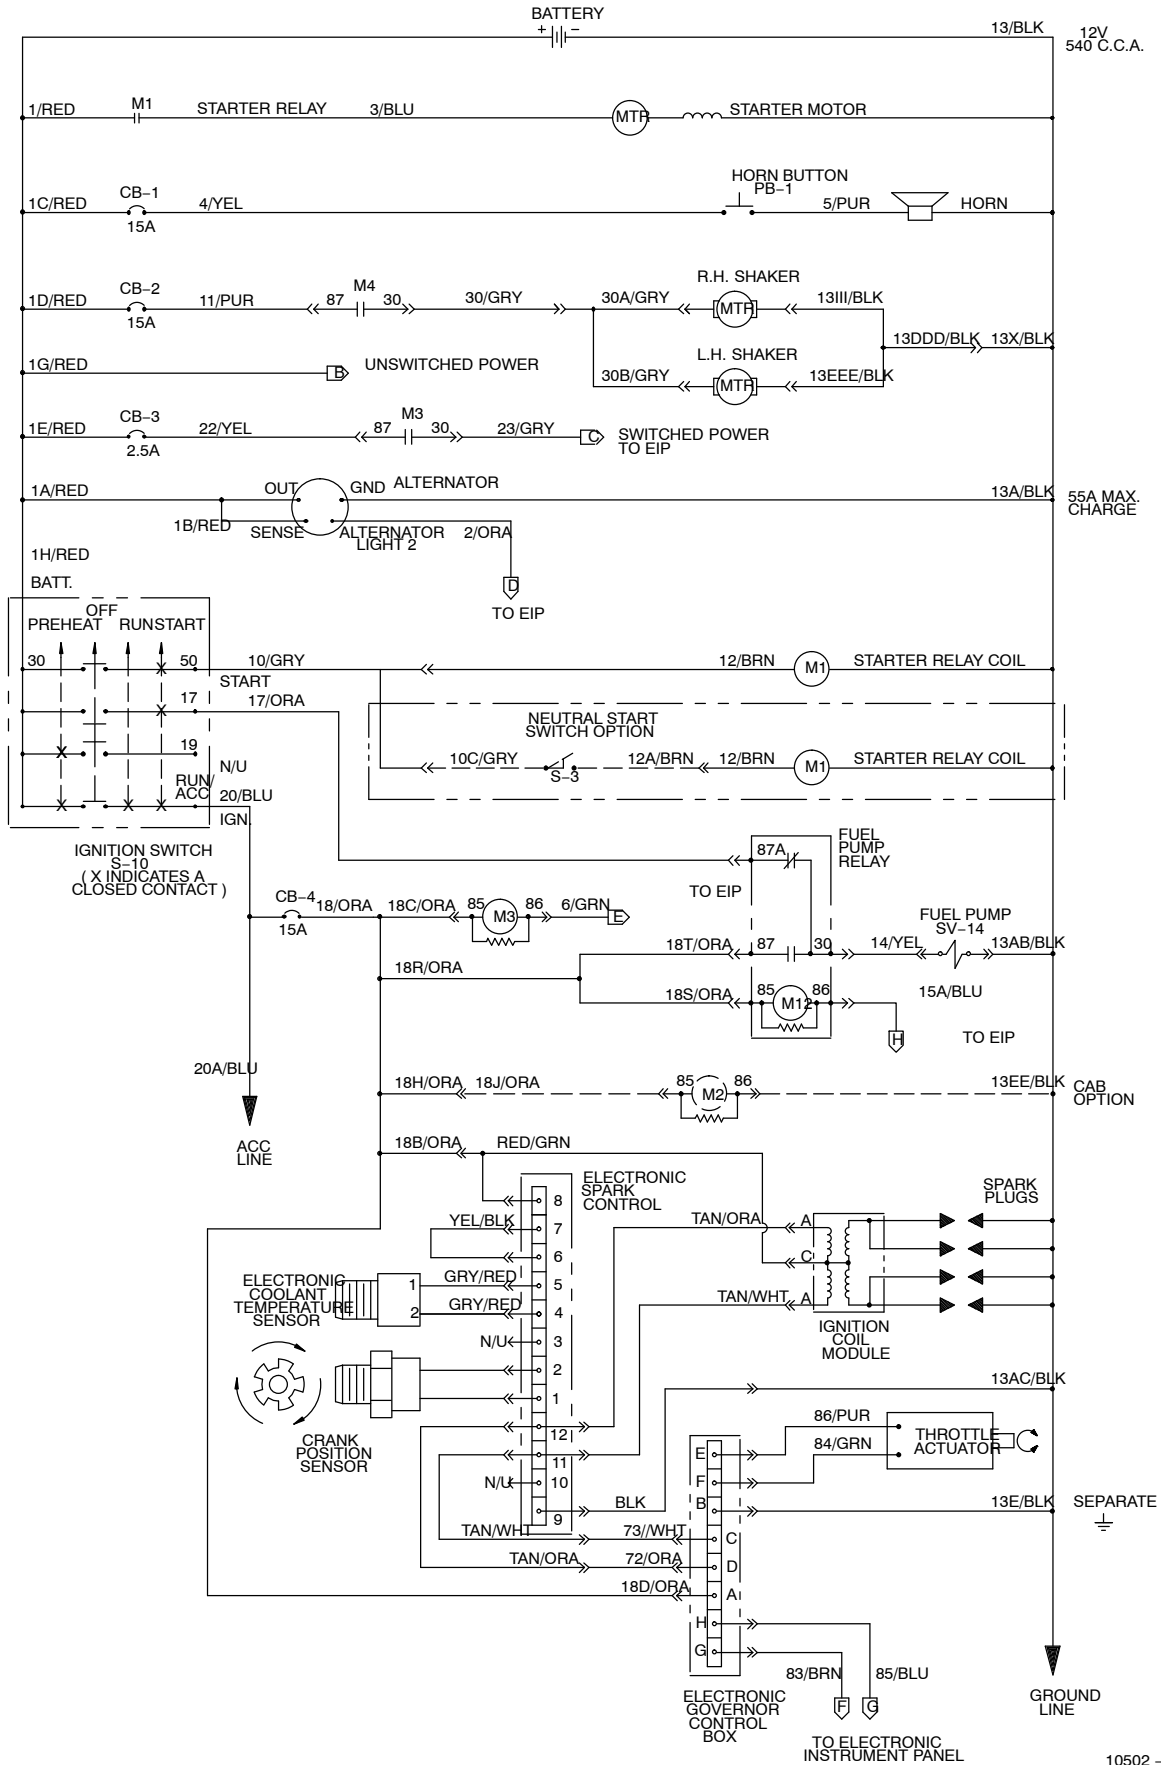 BATTERY
+ −
13/BLK
12V
540 C.C.A.
1/RED
M1
STARTER RELAY
3/BLU
MTR
STARTER MOTOR
HORN BUTTON
PB−1
1C/RED
CB−1
15A
4/YEL
5/PUR
HORN
R.H. SHAKER
1D/RED
CB−2
15A
11/PUR
87
M4
30
30/GRY
30A/GRY
MTR
13III/BLK
13DDD/BLK
13X/BLK
1G/RED
B
UNSWITCHED POWER
L.H. SHAKER
30B/GRY
MTR
13EEE/BLK
1E/RED
CB−3
2.5A
22/YEL
87
M3
30
23/GRY
C
SWITCHED POWER
TO EIP
1A/RED
OUT
GND
ALTERNATOR
13A/BLK
55A MAX.
CHARGE
1B/RED
SENSE
ALTERNATOR
LIGHT 2
2/ORA
D
TO EIP
1H/RED
BATT.
OFF
PREHEAT
RUN
START
30
X
50
10/GRY
START
12/BRN
M1
STARTER RELAY COIL
X
17
17/ORA
NEUTRAL START
SWITCH OPTION
X
19
N/U
10C/GRY
S−3
12A/BRN
12/BRN
M1
STARTER RELAY COIL
RUN/
ACC
X
X
X
20/BLU
IGN.
IGNITION SWITCH
S−10
( X INDICATES A
CLOSED CONTACT )
87A
FUEL
PUMP
RELAY
TO EIP
CB−4
15A
18/ORA
18C/ORA
85
M3
86
6/GRN
E
FUEL PUMP
SV−14
18T/ORA
87
30
14/YEL
13AB/BLK
18R/ORA
15A/BLU
18S/ORA
85
M12
86
H
TO EIP
20A/BLU
ACC
LINE
18H/ORA
18J/ORA
85
M2
86
13EE/BLK
CAB
OPTION
18B/ORA
RED/GRN
ELECTRONIC
SPARK
CONTROL
SPARK
PLUGS
8
YEL/BLK
7
TAN/ORA
A
6
C
ELECTRONIC
COOLANT
TEMPERATURE
SENSOR
1
GRY/RED
5
2
GRY/RED
4
TAN/WHT
A
IGNITION
COIL
MODULE
N/U
3
2
1
13AC/BLK
CRANK
POSITION
SENSOR
12
86/PUR
THROTTLE
ACTUATOR
11
E
84/GRN
N/U
10
F
BLK
9
B
13E/BLK
SEPARATE
TAN/WHT
73//WHT
C
TAN/ORA
72/ORA
D
18D/ORA
A
H
G
83/BRN
85/BLU
F
G
ELECTRONIC
GOVERNOR
CONTROL
BOX
TO ELECTRONIC
INSTRUMENT PANEL
GROUND
LINE
10502 −